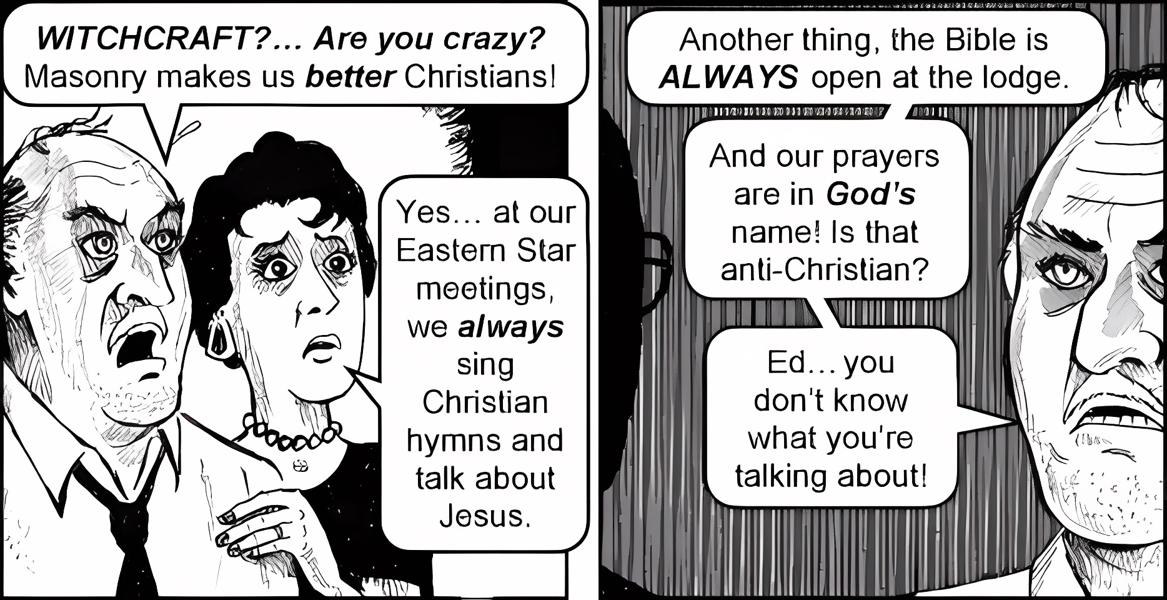 WITCHCRAFT?... Are you crazy?
Masonry makes us better Christians!
Yes... at our
Eastern Star
meetings,
we always
sing
Christian
hymns and
talk about
Jesus.
Another thing, the Bible is
ALWAYS open at the lodge.
And our prayers
are in God's
name! Is that
anti-Christian?
Ed... you
don't know
what you're
talking about!